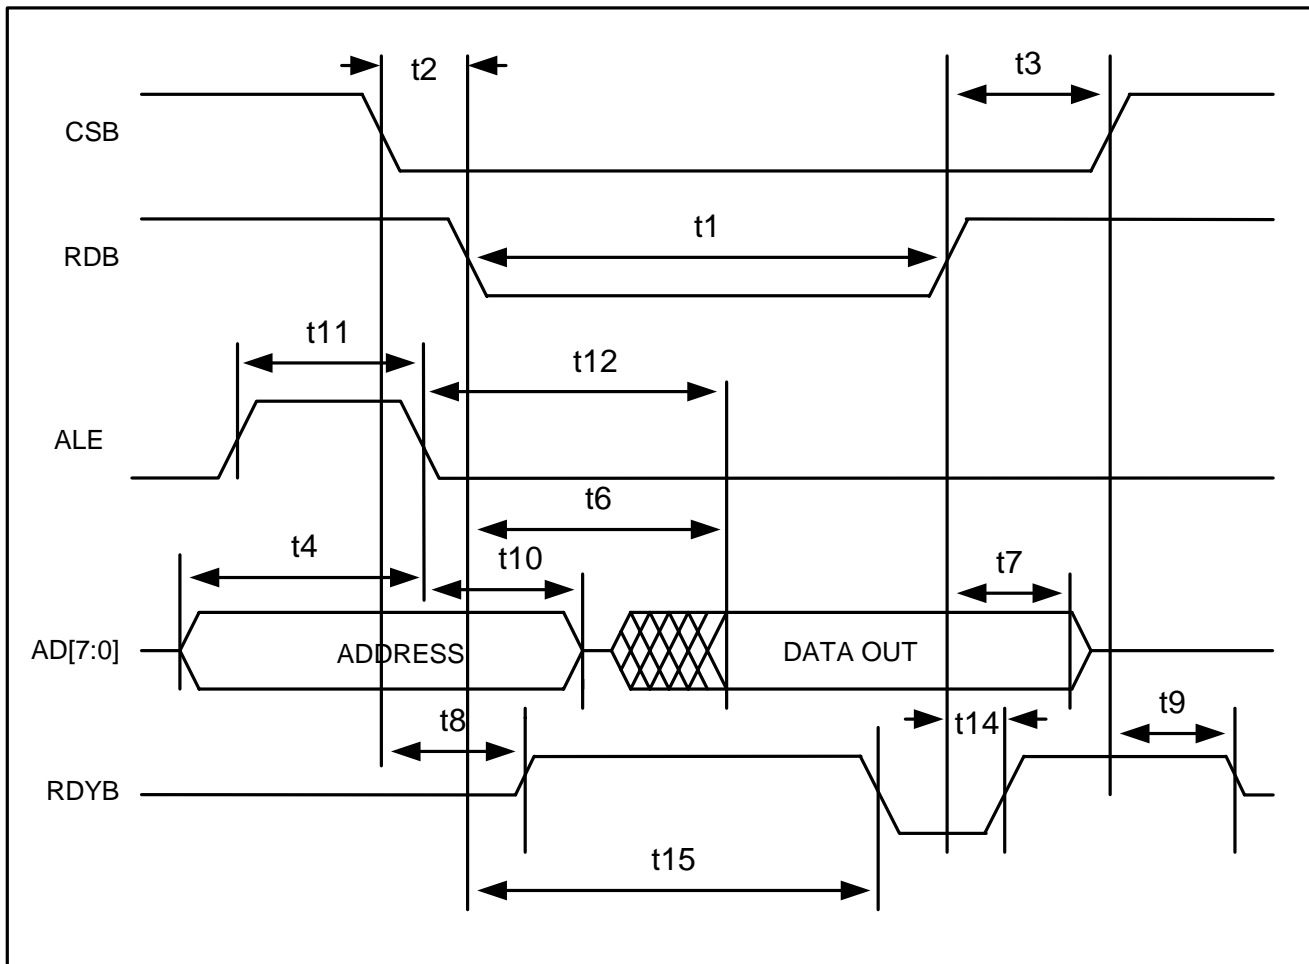 t2
t3
CSB
t1
RDB
t11
t12
ALE
t6
t4
t10
t7
AD[7:0]
ADDRESS
DATA OUT
t8
t14
t9
RDYB
t15